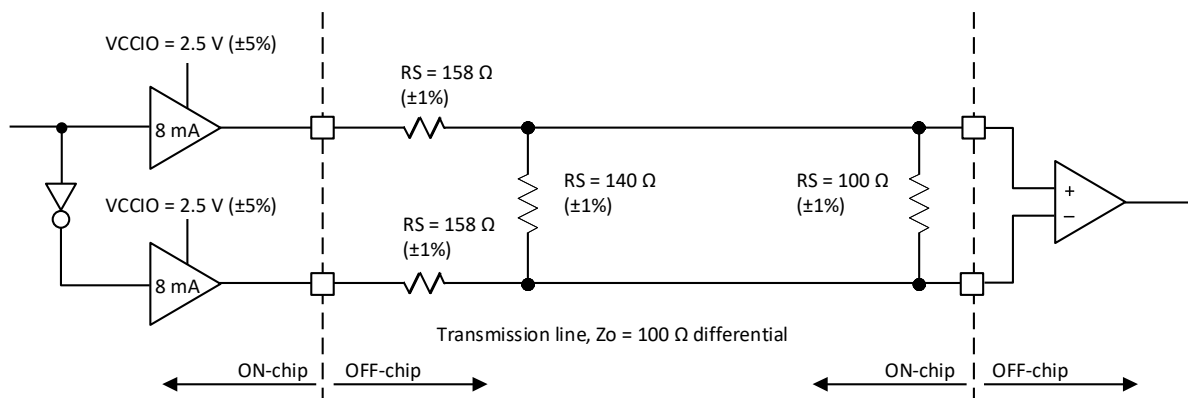 VCCIO = 2.5 V (±5%)
8 mA
RS = 158 Ω
(±1%)
VCCIO = 2.5 V (±5%)
8 mA
RS = 158 Ω
(±1%)
RS = 140 Ω
(±1%)
RS = 100 Ω
(±1%)
+
−
Transmission line, Zo = 100 Ω differential
ON-chip
OFF-chip
ON-chip
OFF-chip